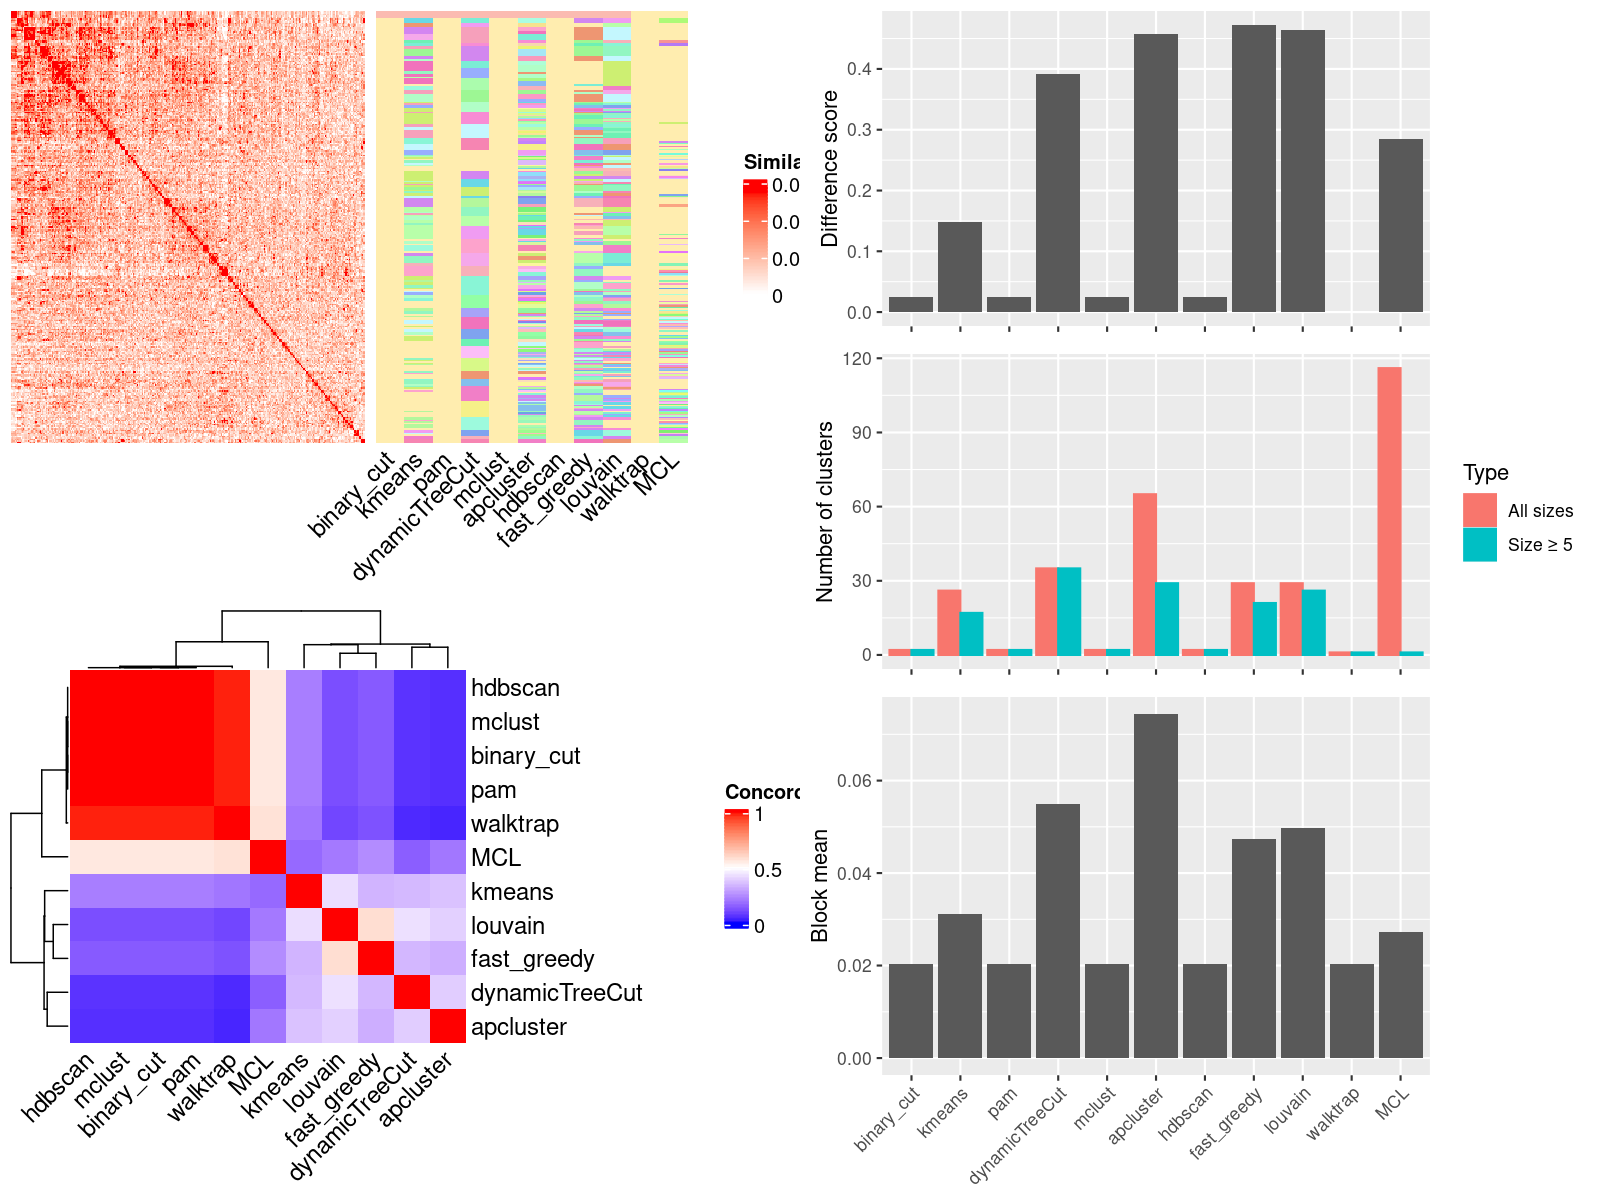 Simila
0.0
0.0
0.0
0
binary_cut
kmeans
pam
dynamicTreeCut
mclust
apcluster
hdbscan
fast_greedy
louvain
walktrap
MCL
hdbscan
mclust
binary_cut
pam
walktrap
MCL
kmeans
louvain
fast_greedy
dynamicTreeCut
apcluster
hdbscan
mclust
binary_cut
pam
walktrap
MCL
kmeans
louvain
fast_greedy
dynamicTreeCut
apcluster
Concord
1
0.5
0
Difference score
0.4
0.3
0.2
0.1
0.0
Number of clusters
120
90
60
30
0
Type
All sizes
Size ≥ 5
Block mean
0.06
0.04
0.02
0.00
binary_cut
kmeans
pam
dynamicTreeCut
mclust
apcluster
hdbscan
fast_greedy
louvain
walktrap
MCL